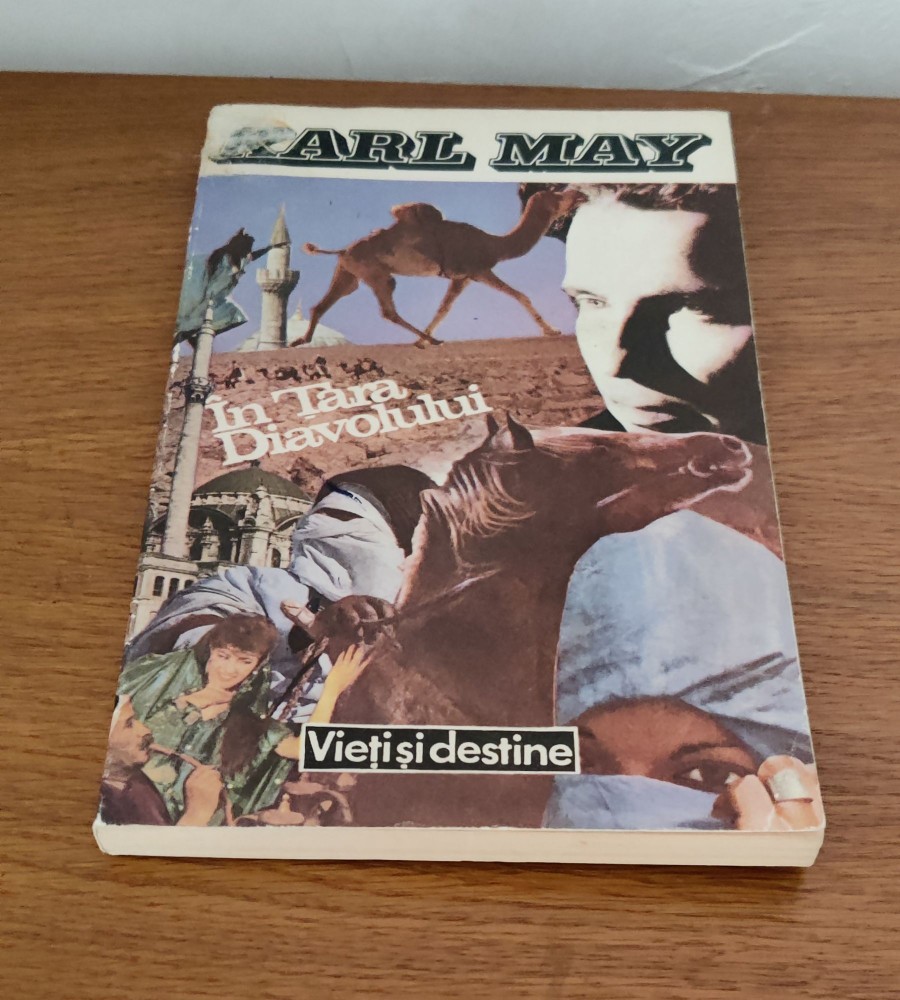 KARL MAY
În Țara
Diavolului
Vieți și destine